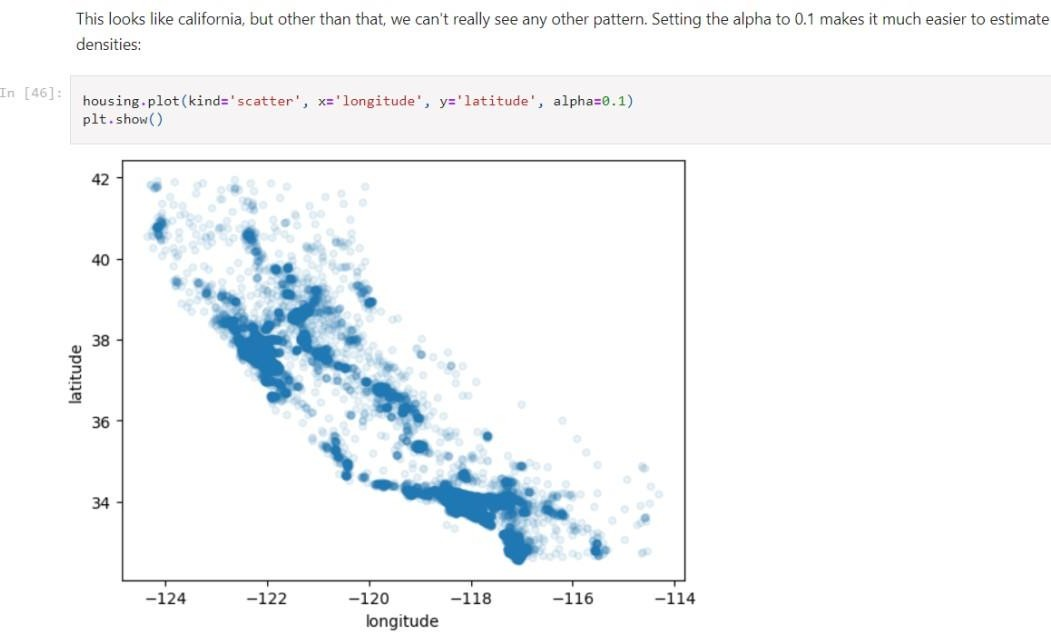 This looks like california, but other than that, we can't really see any other pattern. Setting the alpha to 0.1 makes it much easier to estimate
densities:
In [46]:
housing.plot(kind='scatter', x='longitude', y='latitude', alpha=0.1)
plt.show()
42
40
38
36
34
latitude
−124 −122 −120 −118 −116 −114
longitude